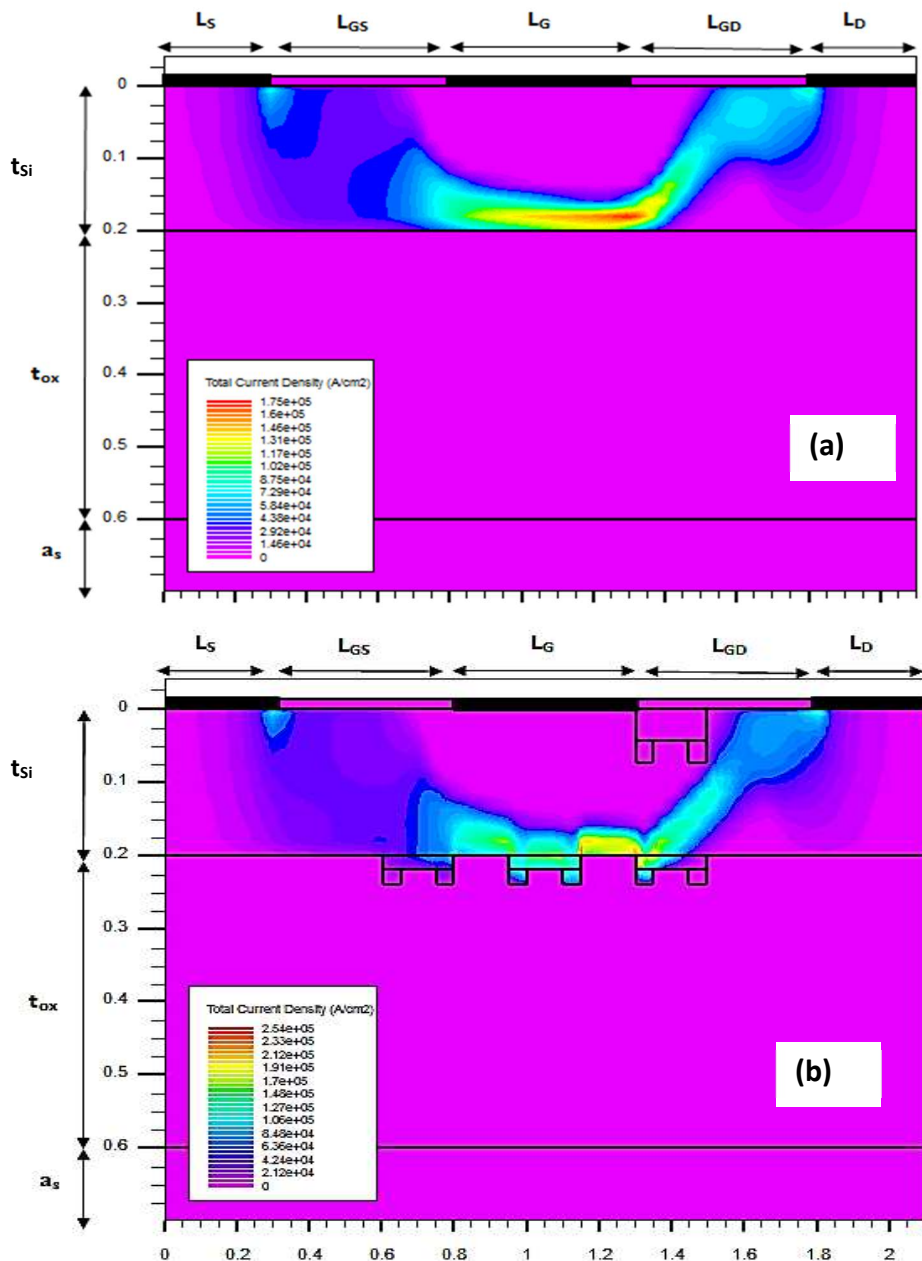 L_S L_GS L_G L_GD L_D
0
t_Si
0.1
0.2
0.3
t_ox
0.4
0.5
0.6
a_s
Total Current Density (A/cm2)
1.75e+05
1.6e+05
1.46e+05
1.31e+05
1.17e+05
1.02e+05
8.75e+04
7.29e+04
5.84e+04
4.38e+04
2.92e+04
1.46e+04
0
(a)
L_S L_GS L_G L_GD L_D
0
t_Si
0.1
0.2
0.3
t_ox
0.4
0.5
0.6
a_s
Total Current Density (A/cm2)
2.54e+05
2.33e+05
2.12e+05
1.91e+05
1.7e+05
1.48e+05
1.27e+05
1.06e+05
8.48e+04
6.36e+04
4.24e+04
2.12e+04
0
(b)
0 0.2 0.4 0.6 0.8 1 1.2 1.4 1.6 1.8 2